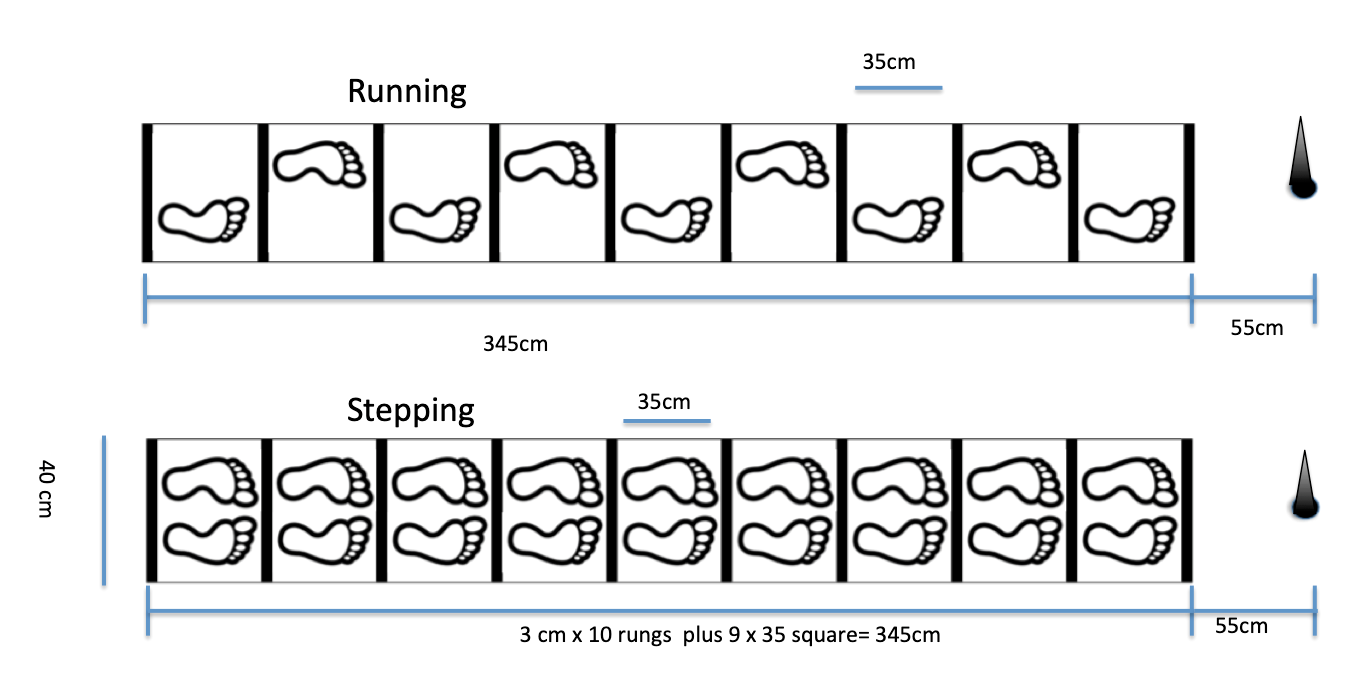 35cm
Running
55cm
345cm
35cm
Stepping
40 cm
55cm
3 cm x 10 rungs  plus 9 x 35 square= 345cm